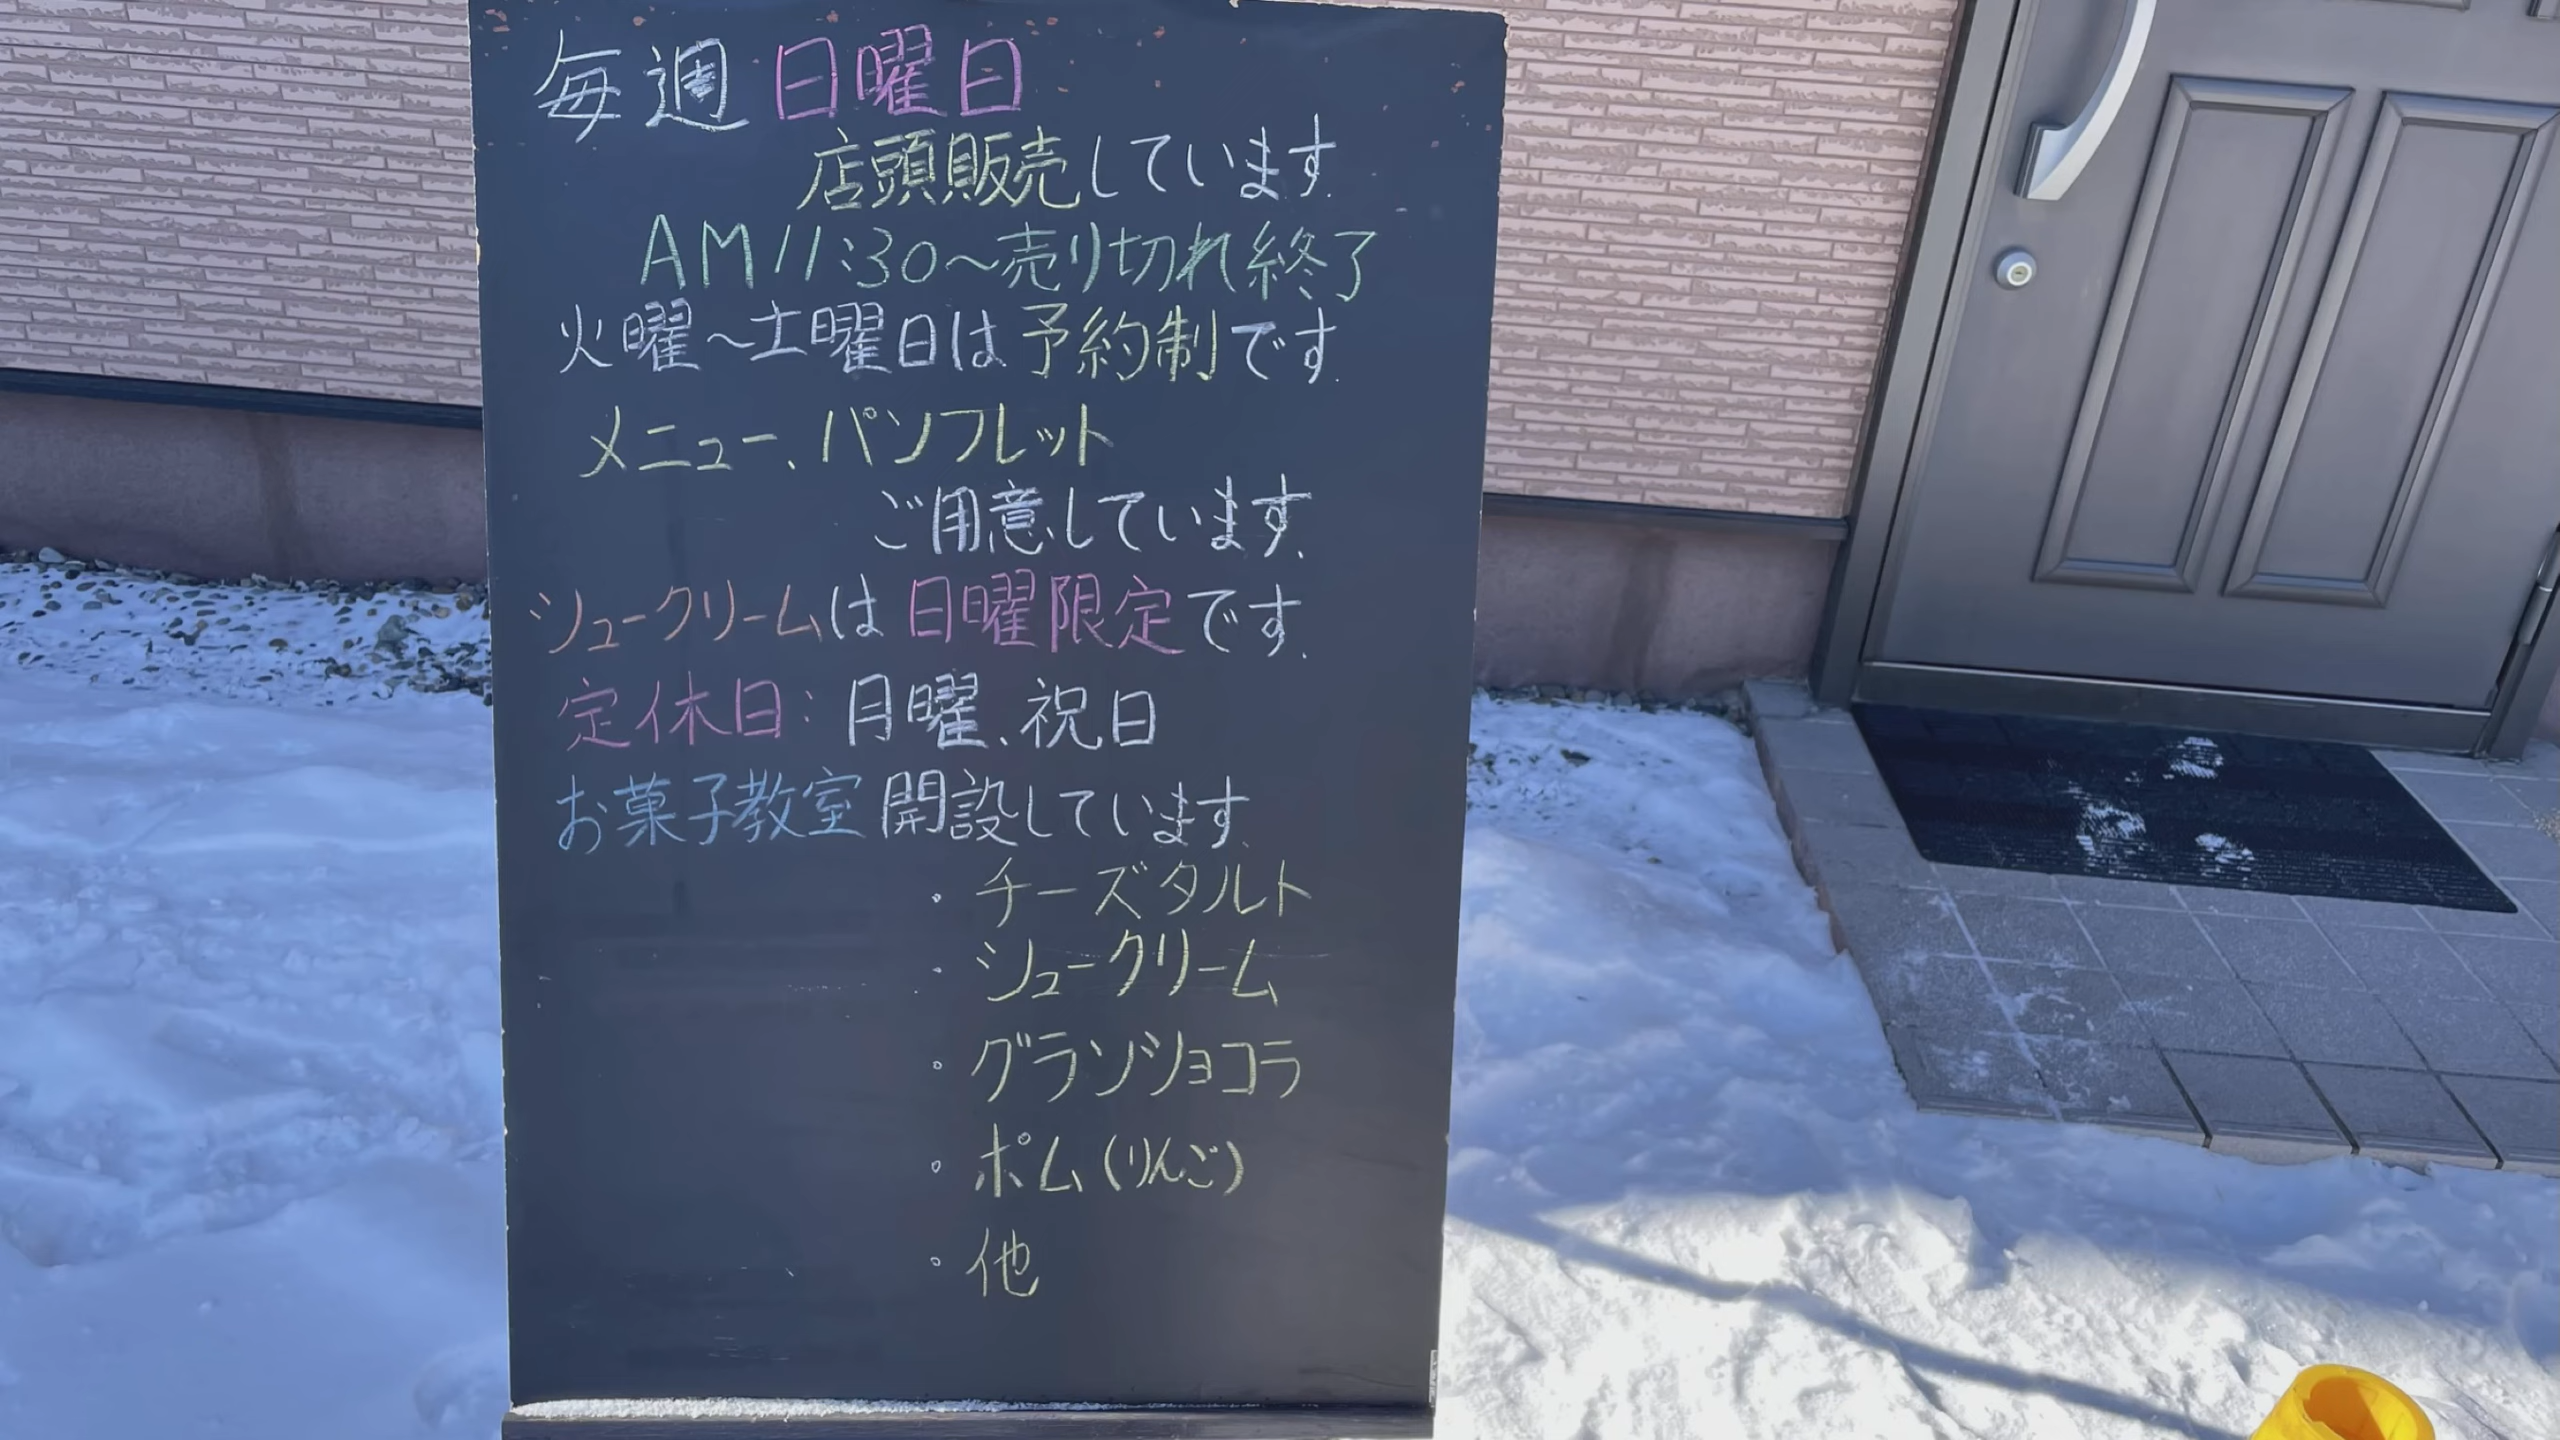 毎週日曜日
店頭販売しています.
AM11:30〜売り切れ終了
火曜〜土曜日は予約制です.
メニュー、パンフレット
ご用意しています.
シュークリームは日曜限定です.
定休日:月曜、祝日
お菓子教室開設しています.
・チーズタルト
・シュークリーム
・グランショコラ
・ポム(りんご)
・他